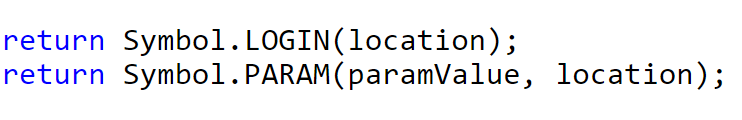 return Symbol.LOGIN(location);
return Symbol.PARAM(paramValue, location);